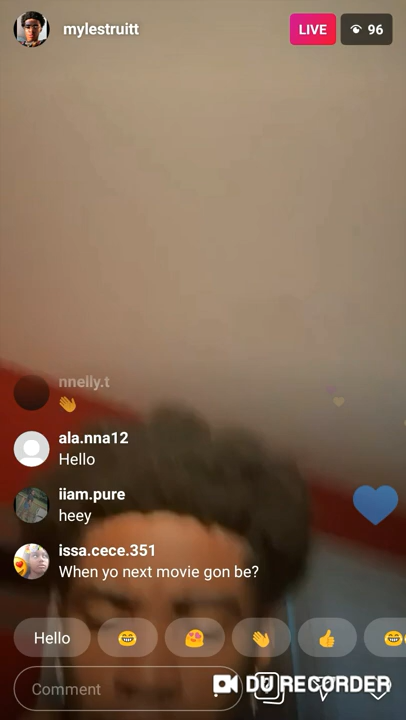 mylestruitt
LIVE 96
nnelly.t
👋
ala.nna12
Hello
iiam.pure
heey
issa.cece.351
When yo next movie gon be?
Hello 😁 😍 👋 👍 😁
Comment
DU RECORDER